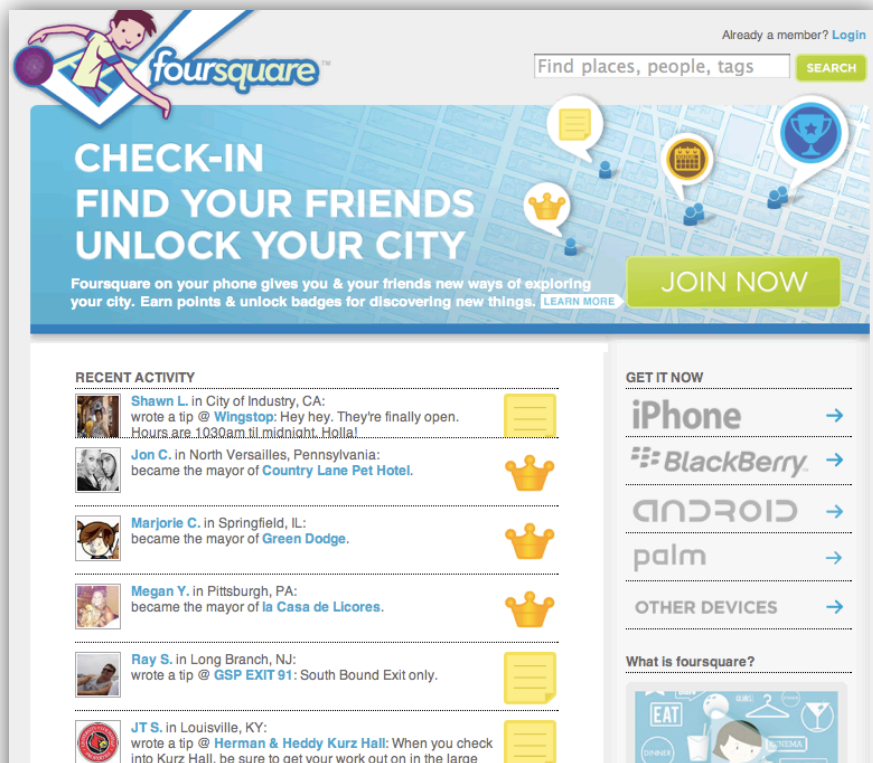 Already a member? Login
foursquare™
Find places, people, tags
SEARCH
CHECK-IN
FIND YOUR FRIENDS
UNLOCK YOUR CITY
Foursquare on your phone gives you & your friends new ways of exploring
your city. Earn points & unlock badges for discovering new things. LEARN MORE
JOIN NOW
RECENT ACTIVITY
Shawn L. in City of Industry, CA:
wrote a tip @ Wingstop: Hey hey. They're finally open.
Hours are 1030am til midnight. Holla!
Jon C. in North Versailles, Pennsylvania:
became the mayor of Country Lane Pet Hotel.
Marjorie C. in Springfield, IL:
became the mayor of Green Dodge.
Megan Y. in Pittsburgh, PA:
became the mayor of la Casa de Licores.
Ray S. in Long Branch, NJ:
wrote a tip @ GSP EXIT 91: South Bound Exit only.
JT S. in Louisville, KY:
wrote a tip @ Herman & Heddy Kurz Hall: When you check
into Kurz Hall, be sure to get your work out on in the large
GET IT NOW
iPhone
BlackBerry
android
palm
OTHER DEVICES
What is foursquare?
EAT
DINNER
CINEMA